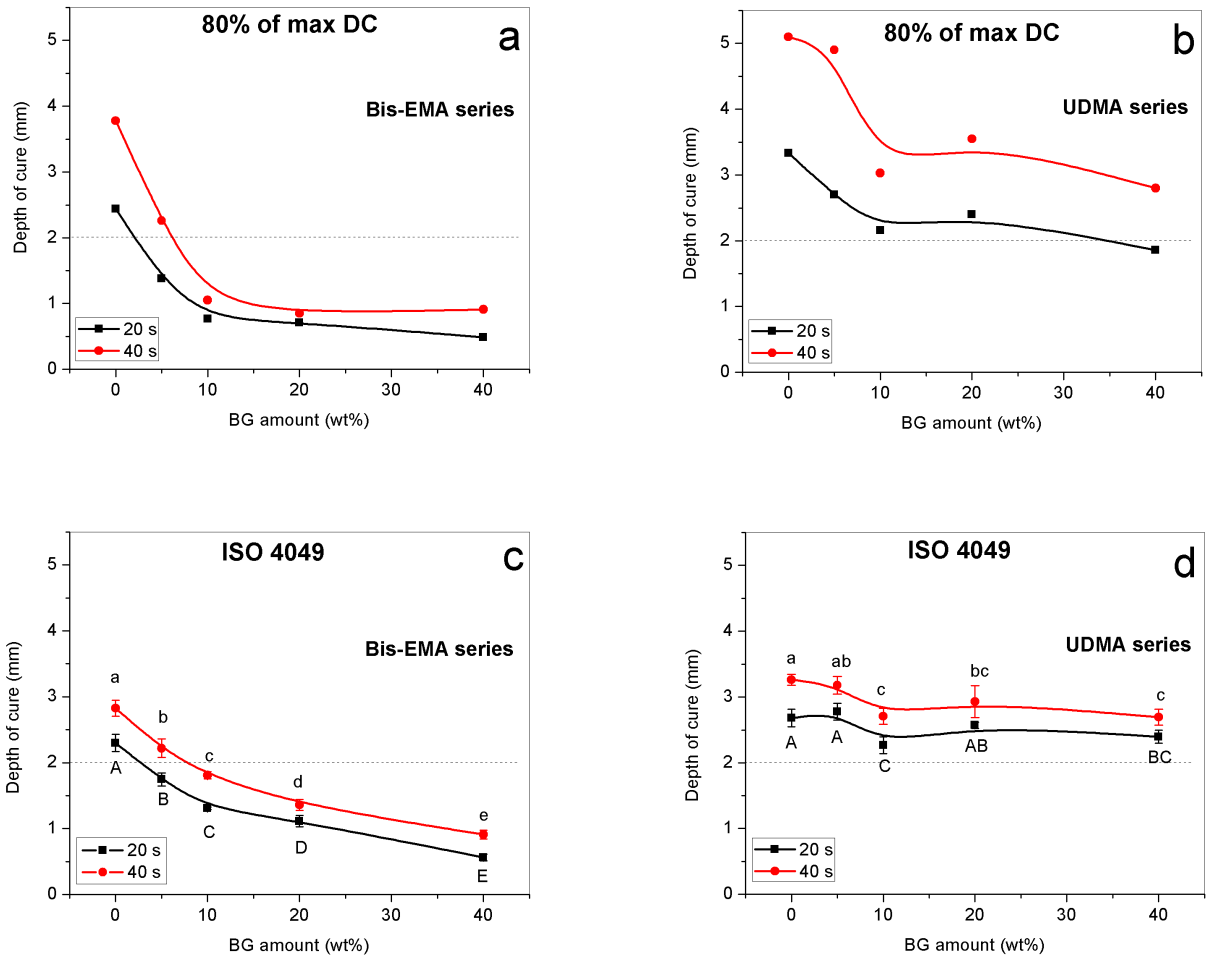 80% of max DC
a
Bis-EMA series
Depth of cure (mm)
5
4
3
2
1
0
20 s
40 s
0 10 20 30 40
BG amount (wt%)
80% of max DC
b
UDMA series
Depth of cure (mm)
5
4
3
2
1
0
20 s
40 s
0 10 20 30 40
BG amount (wt%)
ISO 4049
c
Bis-EMA series
Depth of cure (mm)
5
4
3
2
1
0
a b c d e
A B C D E
20 s
40 s
0 10 20 30 40
BG amount (wt%)
ISO 4049
d
UDMA series
Depth of cure (mm)
5
4
3
2
1
0
a ab c bc c
A A C AB BC
20 s
40 s
0 10 20 30 40
BG amount (wt%)